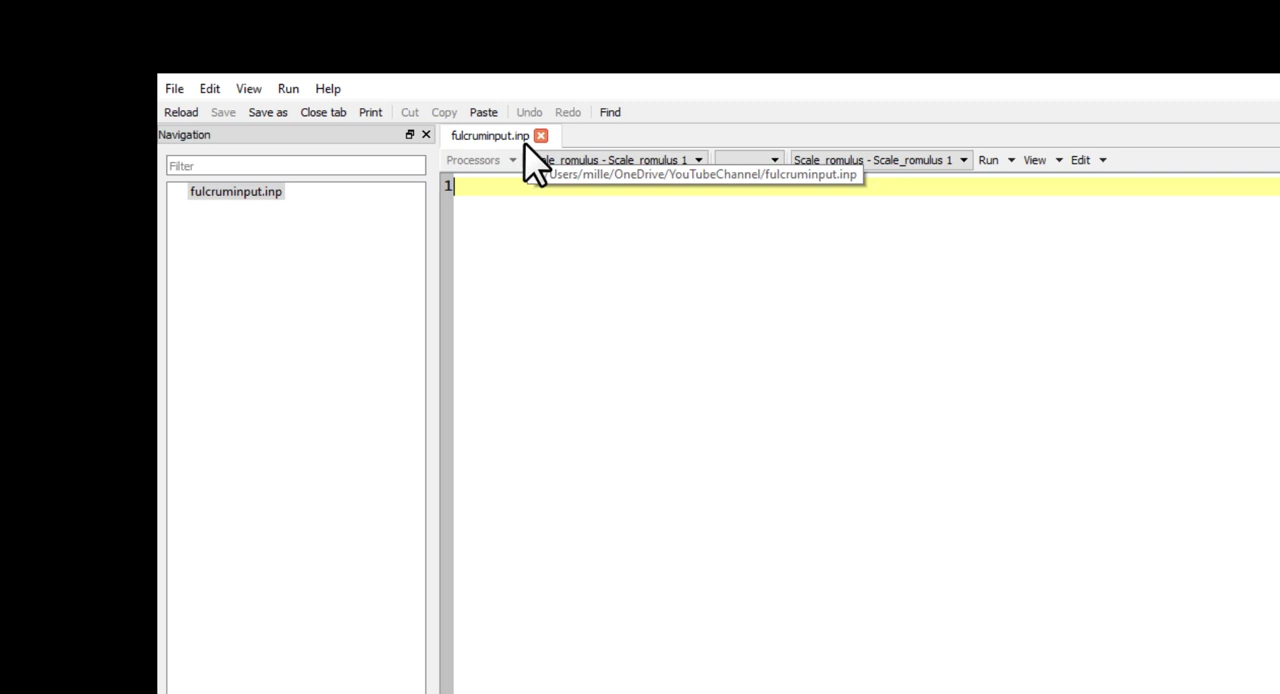 File Edit View Run Help
Reload Save Save as Close tab Print Cut Copy Paste Undo Redo Find
Navigation
fulcruminput.inp
Filter
Processors Scale_romulus 1 Scale_romulus - Scale_romulus 1 Run View Edit
Users/mille/OneDrive/YouTubeChannel/fulcruminput.inp
1
fulcruminput.inp